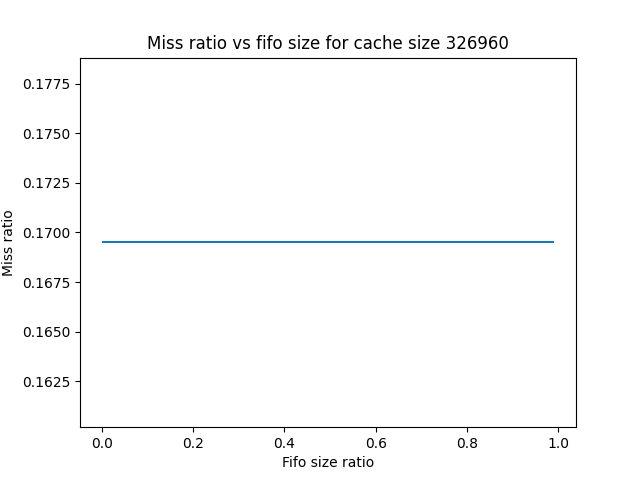 Miss ratio vs fifo size for cache size 326960
0.1775
0.1750
0.1725
0.1700
0.1675
0.1650
0.1625
Miss ratio
0.0 0.2 0.4 0.6 0.8 1.0
Fifo size ratio